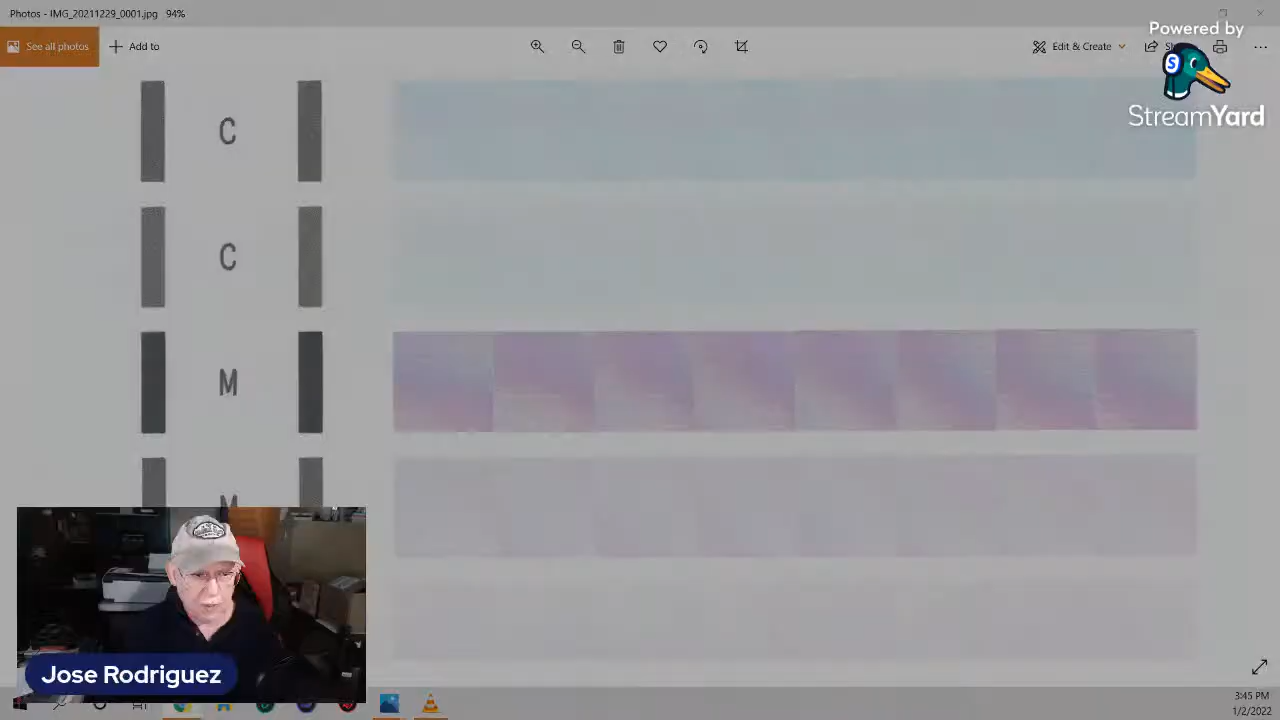 Photos - IMG_20211229_0001.jpg 94%
See all photos
Add to
Edit & Create
Powered by
StreamYard
C
C
M
M
Jose Rodriguez
3:45 PM
1/2/2022